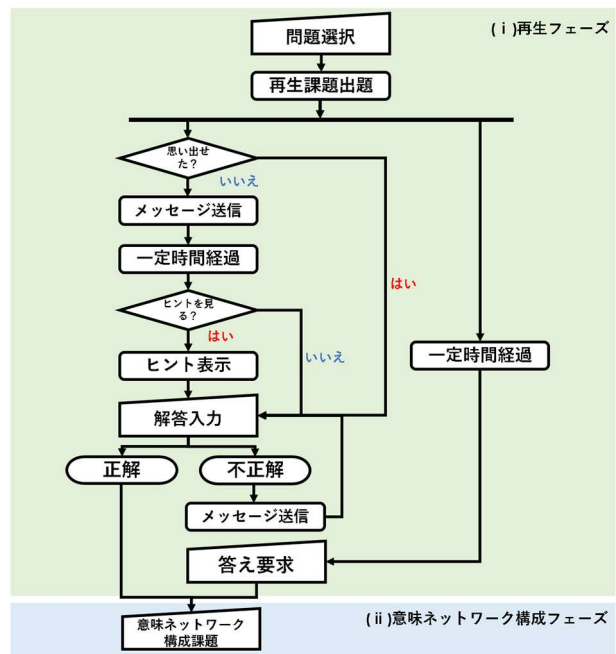 (ⅰ)再生フェーズ
問題選択
再生課題出題
思い出せ
た？
いいえ
メッセージ送信
一定時間経過
はい
ヒントを見
る？
はい
いいえ
ヒント表示
一定時間経過
解答入力
正解
不正解
メッセージ送信
答え要求
(ii)意味ネットワーク構成フェーズ
意味ネットワーク
構成課題